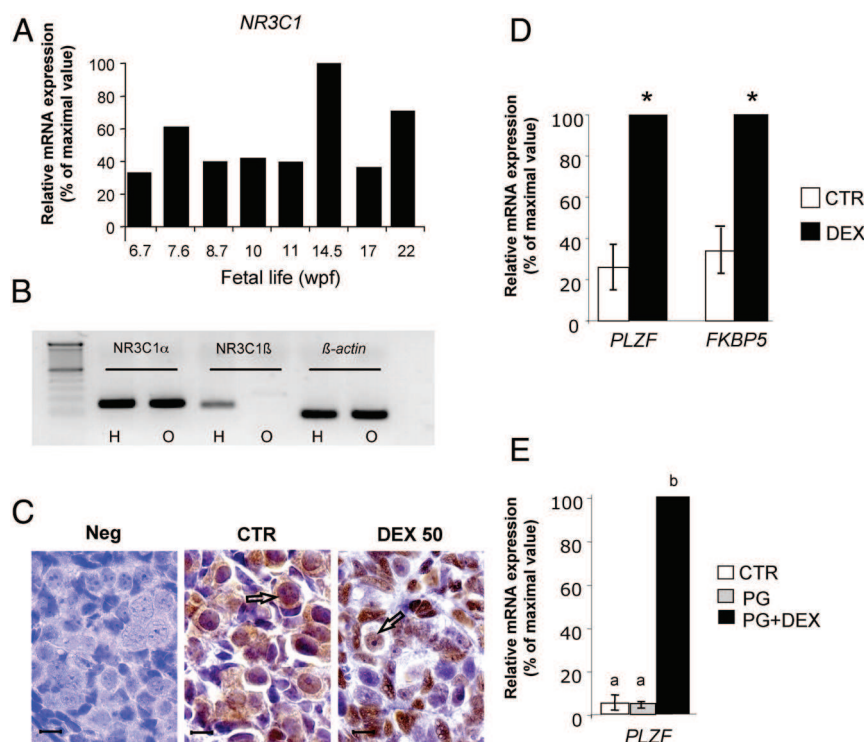 A
NR3C1
Relative mRNA expression
(% of maximal value)
100
80
60
40
20
0
6.7 7.6 8.7 10 11 14.5 17 22
Fetal life (wpf)
B
NR3C1α NR3C1ß ß-actin
H O H O H O
C
Neg CTR DEX 50
D
Relative mRNA expression
(% of maximal value)
100
80
60
40
20
0
* *
PLZF FKBP5
CTR
DEX
E
Relative mRNA expression
(% of maximal value)
100
80
60
40
20
0
a a b
PLZF
CTR
PG
PG+DEX